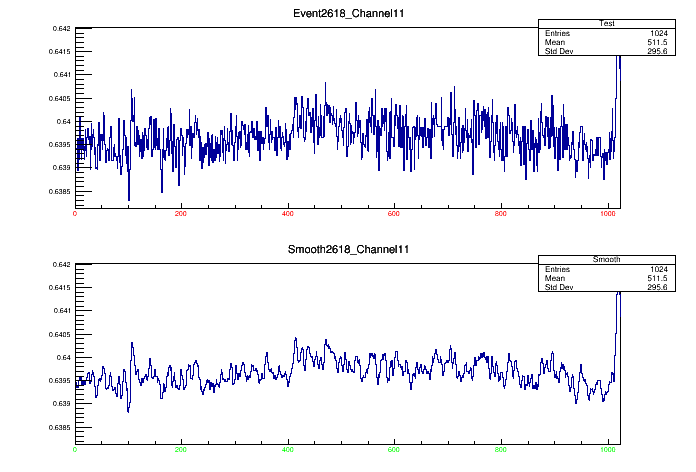 Event2618_Channel11
Test
Entries 1024
Mean 511.5
Std Dev 295.6
0.642
0.6415
0.641
0.6405
0.64
0.6395
0.639
0.6385
0 200 400 600 800 1000
Smooth2618_Channel11
Smooth
Entries 1024
Mean 511.5
Std Dev 295.6
0.642
0.6415
0.641
0.6405
0.64
0.6395
0.639
0.6385
0 200 400 600 800 1000